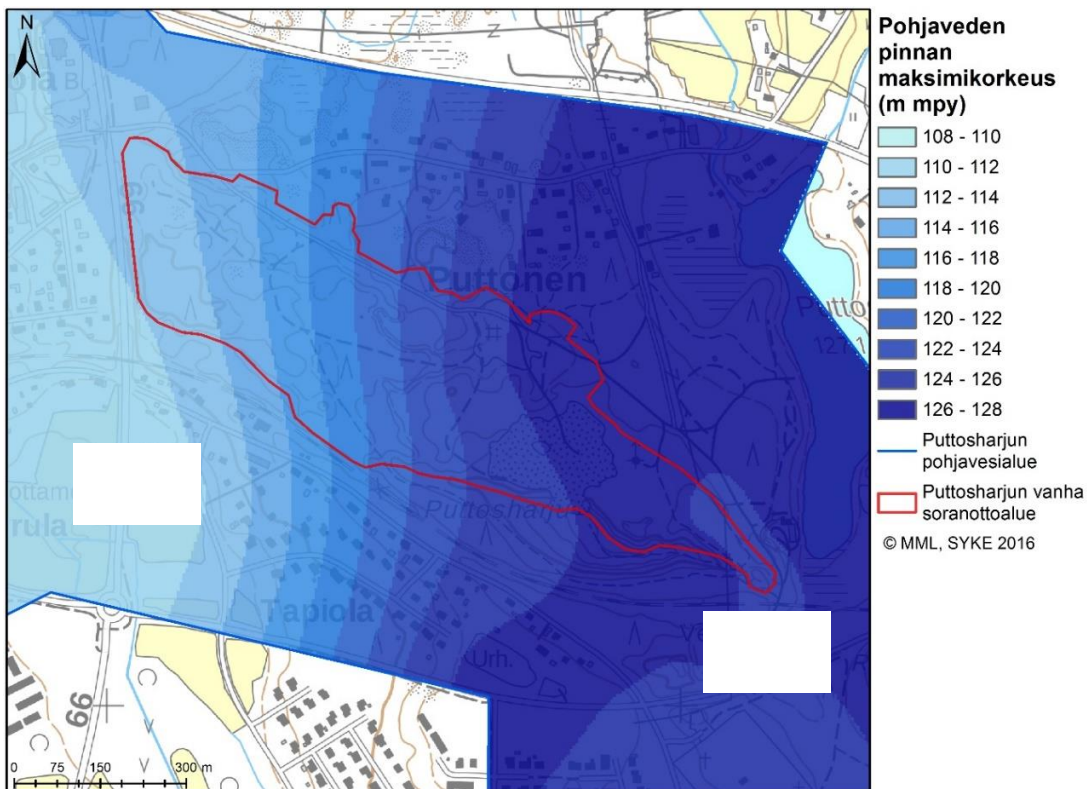 N
Pohjaveden
pinnan
maksimikorkeus
(m mpy)
108 - 110
110 - 112
112 - 114
114 - 116
116 - 118
118 - 120
120 - 122
122 - 124
124 - 126
126 - 128
Puttosharjun
pohjavesialue
Puttosharjun vanha
soranottoalue
© MML, SYKE 2016
Puttonen
Tapiola
Urh.
66
0 75 150 300 m